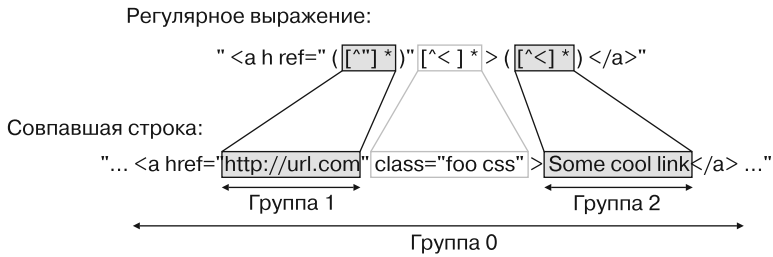 Регулярное выражение:
" <a h ref=" ( [^"] * )" [^< ] * > ( [^<] * ) </a>"
Совпавшая строка:
"... <a href="http://url.com" class="foo css" > Some cool link</a> ..."
Группа 1 Группа 2
Группа 0